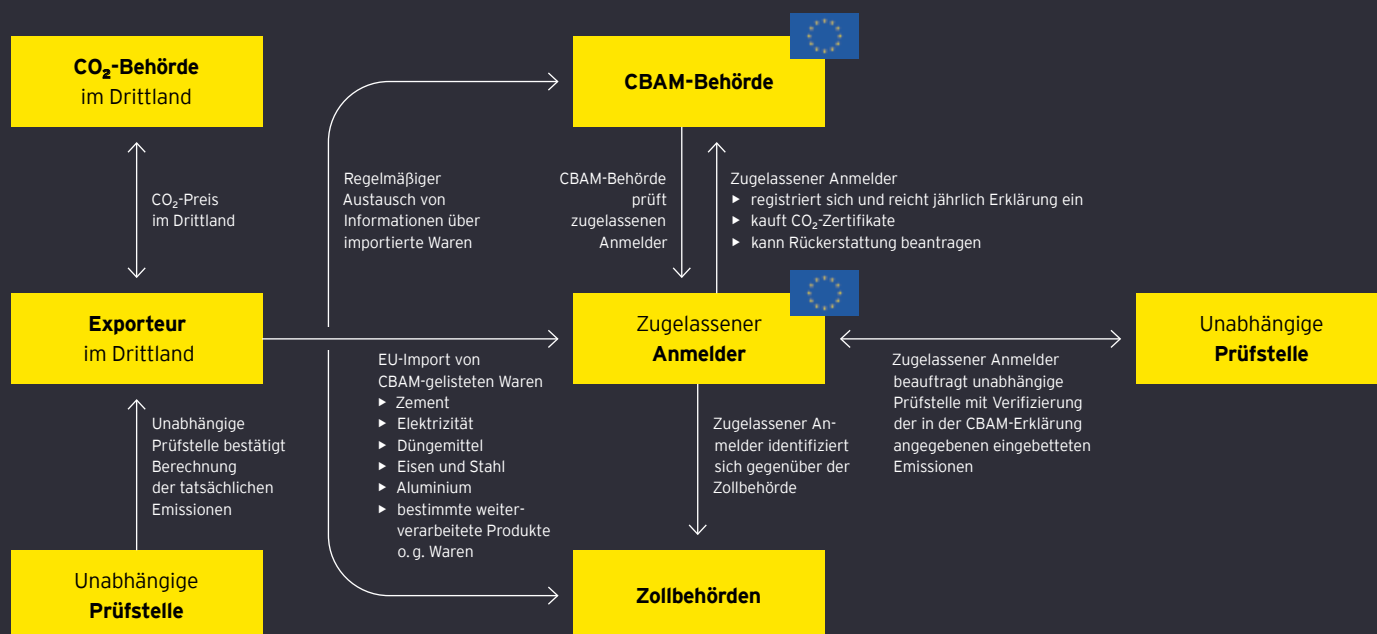 CO₂-Behörde
im Drittland
CBAM-Behörde
CO₂-Preis
im Drittland
Regelmäßiger
Austausch von
Informationen über
importierte Waren
CBAM-Behörde
prüft
zugelassenen
Anmelder
Zugelassener Anmelder
▸ registriert sich und reicht jährlich Erklärung ein
▸ kauft CO₂-Zertifikate
▸ kann Rückerstattung beantragen
Exporteur
im Drittland
Zugelassener
Anmelder
Unabhängige
Prüfstelle
EU-Import von
CBAM-gelisteten Waren
▸ Zement
▸ Elektrizität
▸ Düngemittel
▸ Eisen und Stahl
▸ Aluminium
▸ bestimmte weiter-
verarbeitete Produkte
o. g. Waren
Zugelassener Anmelder
beauftragt unabhängige
Prüfstelle mit Verifizierung
der in der CBAM-Erklärung
angegebenen eingebetteten
Emissionen
Unabhängige
Prüfstelle bestätigt
Berechnung
der tatsächlichen
Emissionen
Zugelassener An-
melder identifiziert
sich gegenüber der
Zollbehörde
Unabhängige
Prüfstelle
Zollbehörden